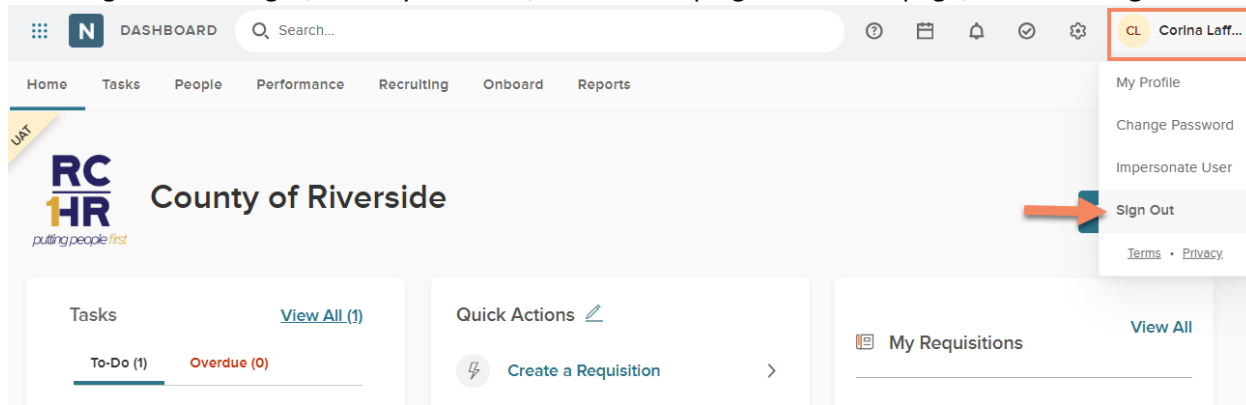 N DASHBOARD Search... CL Corina Laff...
Home Tasks People Performance Recruiting Onboard Reports
My Profile
Change Password
Impersonate User
Sign Out
Terms • Privacy
UAT
RC
1HR
putting people first
County of Riverside
Tasks View All (1)
To-Do (1) Overdue (0)
Quick Actions
Create a Requisition
My Requisitions View All